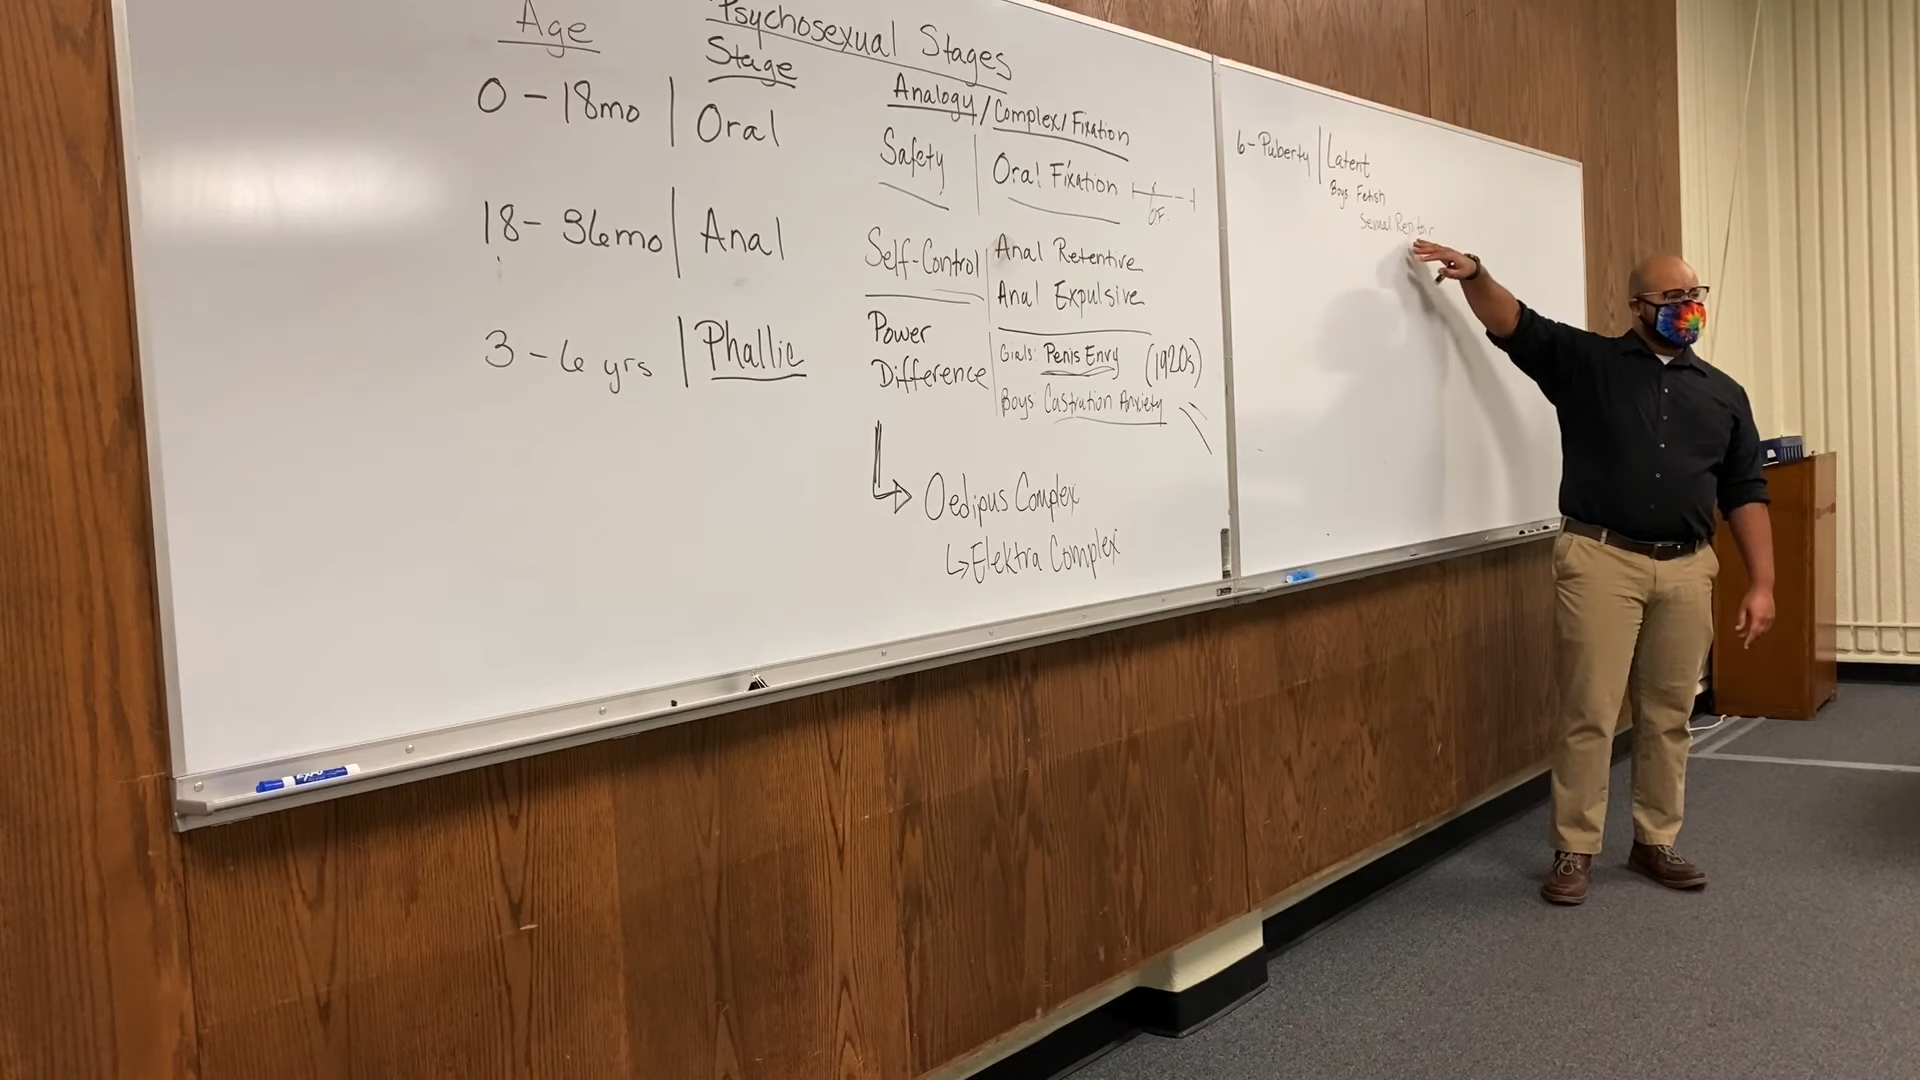 Psychosexual Stages
Age
Stage
Analogy/Complex/Fixation
0-18mo | Oral
Safety
Oral Fixation
O.F.
18-36mo | Anal
Self-Control
Anal Retentive
Anal Expulsive
3-6 yrs | Phallic
Power
Difference
Girls: Penis Envy (1920s)
Boys Castration Anxiety
Oedipus Complex
Elektra Complex
6-Puberty | Latent
Boys Fetish
Sexual
EXPO